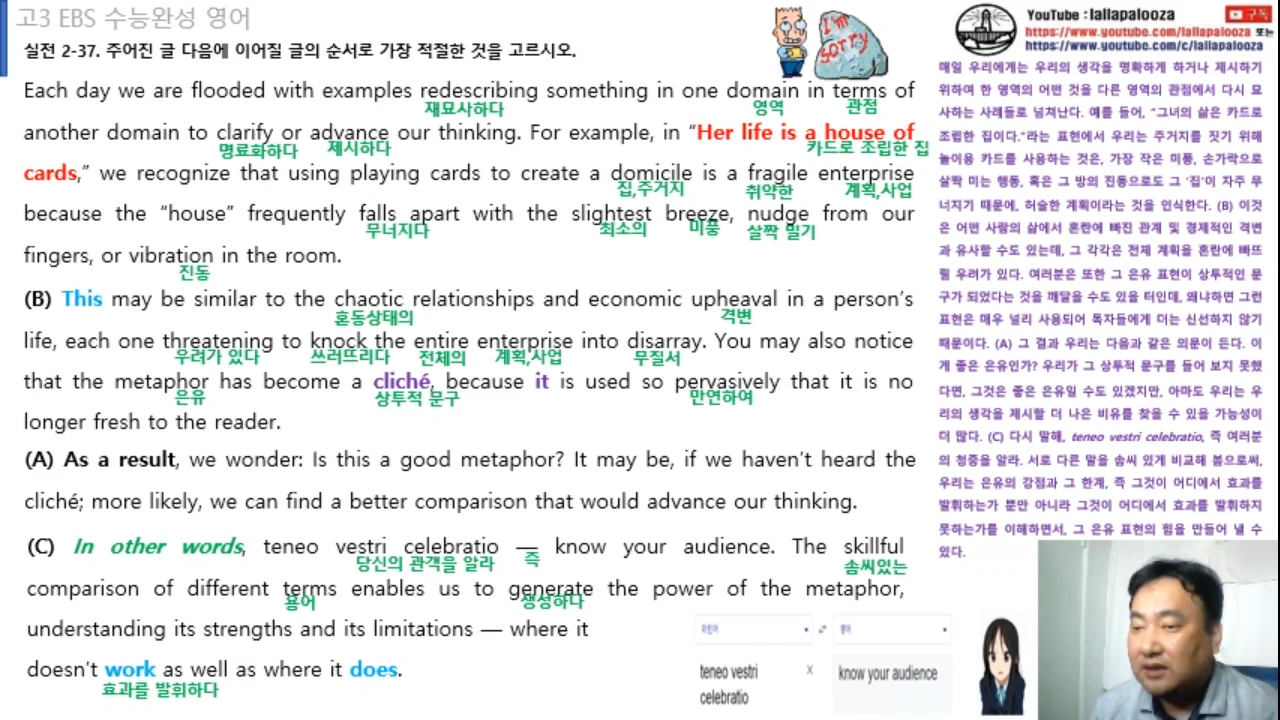 고3 EBS 수능완성 영어
실전 2-37. 주어진 글 다음에 이어질 글의 순서로 가장 적절한 것을 고르시오.
I'm
sorry
YouTube : lallapalooza
구독
https://www.youtube.com/lallapalooza 또는
https://www.youtube.com/c/lallapalooza
Each day we are flooded with examples redescribing something in one domain in terms of
재묘사하다 영역 관점
another domain to clarify or advance our thinking. For example, in “Her life is a house of
명료화하다 제시하다 카드로 조립한 집
cards,” we recognize that using playing cards to create a domicile is a fragile enterprise
집,주거지 취약한 계획,사업
because the “house” frequently falls apart with the slightest breeze, nudge from our
무너지다 최소의 미풍 살짝 밀기
fingers, or vibration in the room.
진동
(B) This may be similar to the chaotic relationships and economic upheaval in a person’s
혼동상태의 격변
life, each one threatening to knock the entire enterprise into disarray. You may also notice
우려가 있다 쓰러뜨리다 전체의 계획,사업 무질서
that the metaphor has become a cliché, because it is used so pervasively that it is no
은유 상투적 문구 만연하여
longer fresh to the reader.
(A) As a result, we wonder: Is this a good metaphor? It may be, if we haven’t heard the
cliché; more likely, we can find a better comparison that would advance our thinking.
(C) In other words, teneo vestri celebratio — know your audience. The skillful
당신의 관객을 알라 즉 솜씨있는
comparison of different terms enables us to generate the power of the metaphor,
용어 생성하다
understanding its strengths and its limitations — where it
doesn’t work as well as where it does.
효과를 발휘하다
매일 우리에게는 우리의 생각을 명확하게 하거나 제시하기
위하여 한 영역의 어떤 것을 다른 영역의 관점에서 다시 묘
사하는 사례들로 넘쳐난다. 예를 들어, “그녀의 삶은 카드로
조립한 집이다.”라는 표현에서 우리는 주거지를 짓기 위해
놀이용 카드를 사용하는 것은, 가장 작은 미풍, 손가락으로
살짝 미는 행동, 혹은 그 방의 진동으로도 그 ‘집’이 자주 무
너지기 때문에, 허술한 계획이라는 것을 인식한다. (B) 이것
은 어떤 사람의 삶에서 혼란에 빠진 관계 및 경제적인 격변
과 유사할 수도 있는데, 그 각각은 전체 계획을 혼란에 빠뜨
릴 우려가 있다. 여러분은 또한 그 은유 표현이 상투적인 문
구가 되었다는 것을 깨달을 수도 있을 터인데, 왜냐하면 그런
표현은 매우 널리 사용되어 독자들에게 더는 신선하지 않기
때문이다. (A) 그 결과 우리는 다음과 같은 의문이 든다. 이
게 좋은 은유인가? 우리가 그 상투적 문구를 들어 보지 못했
다면, 그것은 좋은 은유일 수도 있겠지만, 아마도 우리는 우
리의 생각을 제시할 더 나은 비유를 찾을 수 있을 가능성이
더 많다. (C) 다시 말해, teneo vestri celebratio, 즉 여러분
의 청중을 알라. 서로 다른 말을 솜씨 있게 비교해 봄으로써,
우리는 은유의 강점과 그 한계, 즉 그것이 어디에서 효과를
발휘하는가 뿐만 아니라 그것이 어디에서 효과를 발휘하지
못하는가를 이해하면서, 그 은유 표현의 힘을 만들어 낼 수
있다.
라틴어 영어
teneo vestri
celebratio
X
know your audience